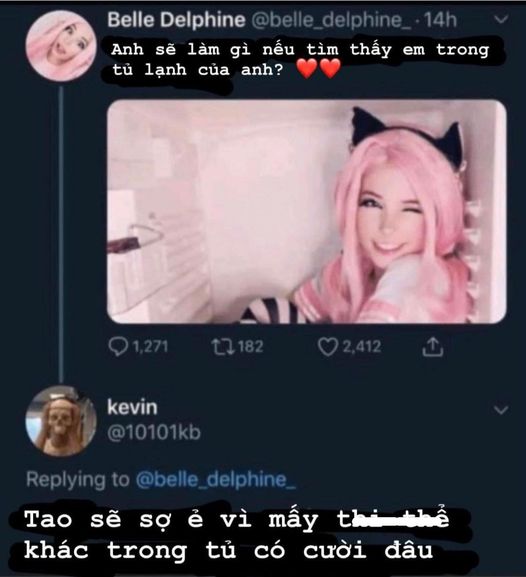 Belle Delphine @belle_delphine_ · 14h
Anh sẽ làm gì nếu tìm thấy em trong
tủ lạnh của anh? ❤️❤️
1,271 182 2,412
kevin
@10101kb
Replying to @belle_delphine_
Tao sẽ sợ ẻ vì mấy thi thể
khác trong tủ có cười đâu